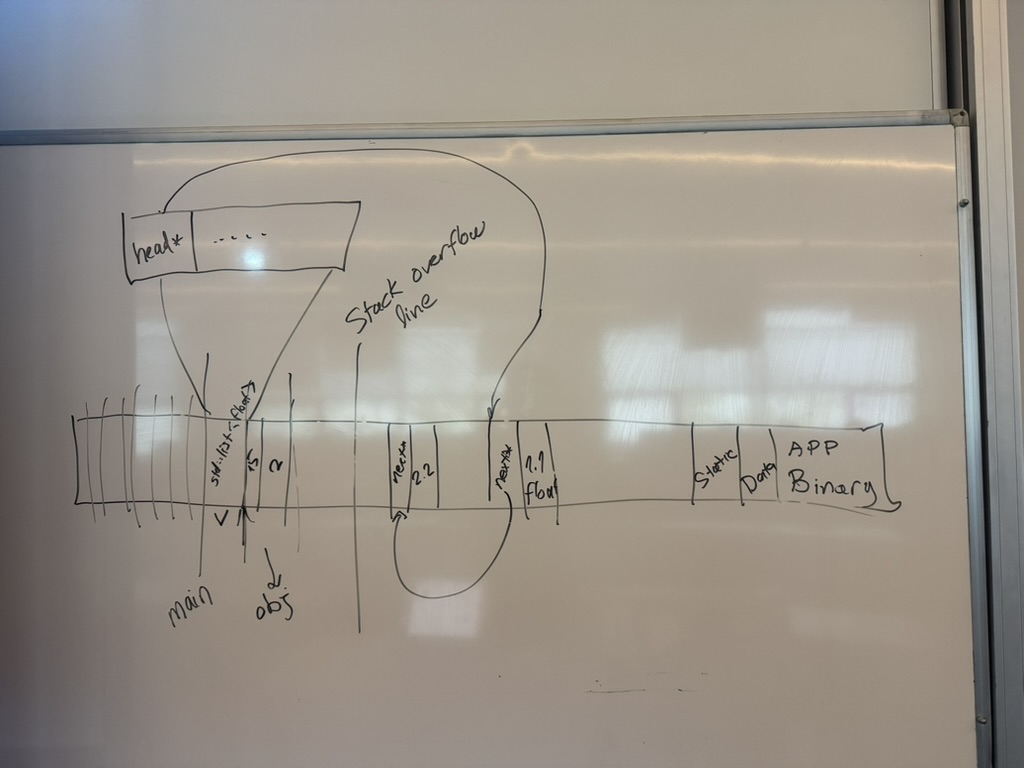 head* .....
Stack overflow
line
std::list<float>
15
2
next*
2.2
next*
1.1
float
Static
Data
APP
Binary
V
main
obj